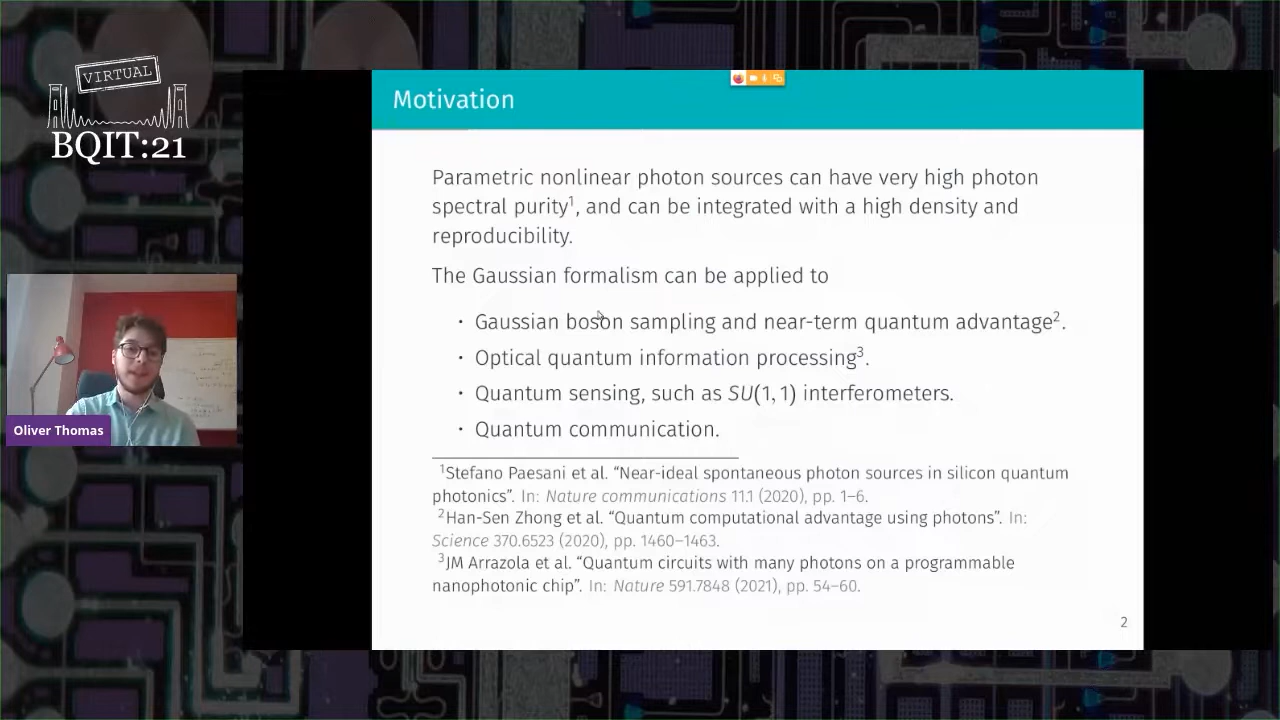 VIRTUAL
BQIT:21
Motivation
Parametric nonlinear photon sources can have very high photon
spectral purity¹, and can be integrated with a high density and
reproducibility.
The Gaussian formalism can be applied to
· Gaussian boson sampling and near-term quantum advantage².
· Optical quantum information processing³.
· Quantum sensing, such as SU(1, 1) interferometers.
· Quantum communication.
¹Stefano Paesani et al. “Near-ideal spontaneous photon sources in silicon quantum
photonics”. In: Nature communications 11.1 (2020), pp. 1–6.
²Han-Sen Zhong et al. “Quantum computational advantage using photons”. In:
Science 370.6523 (2020), pp. 1460–1463.
³JM Arrazola et al. “Quantum circuits with many photons on a programmable
nanophotonic chip”. In: Nature 591.7848 (2021), pp. 54–60.
2
Oliver Thomas